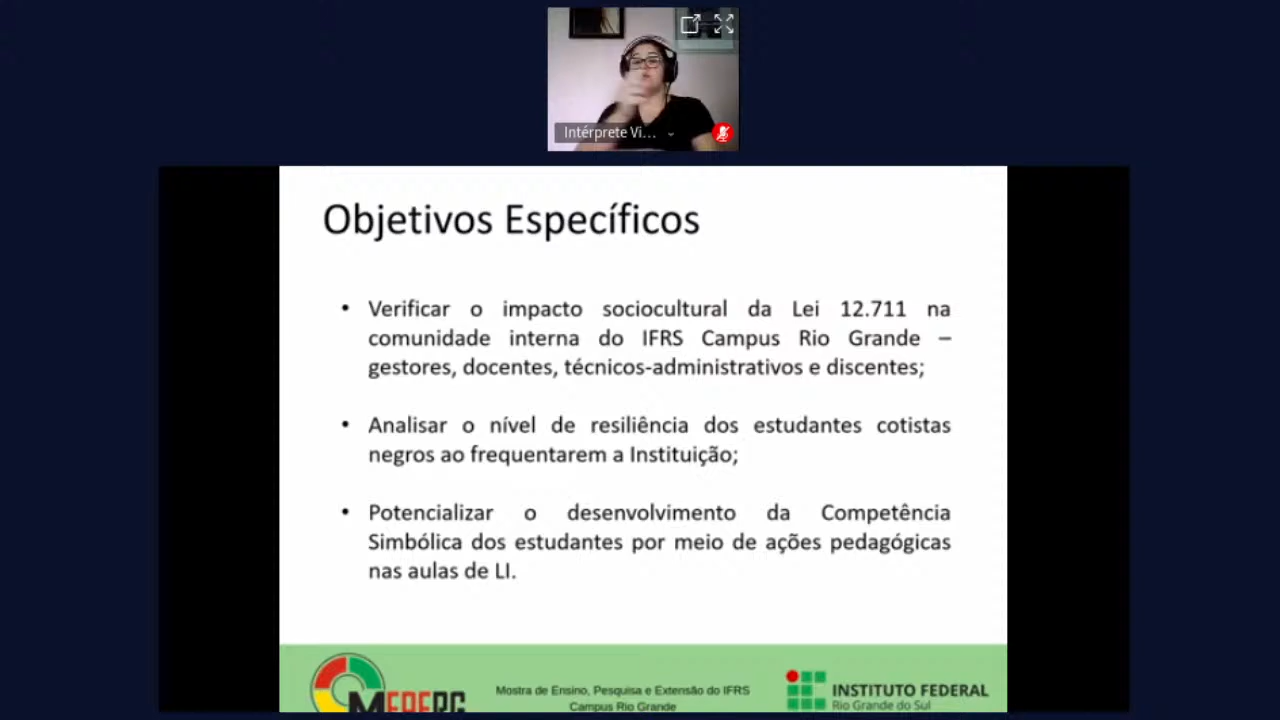 Intérprete Vi...
Objetivos Específicos
• Verificar o impacto sociocultural da Lei 12.711 na
comunidade interna do IFRS Campus Rio Grande –
gestores, docentes, técnicos-administrativos e discentes;
• Analisar o nível de resiliência dos estudantes cotistas
negros ao frequentarem a Instituição;
• Potencializar o desenvolvimento da Competência
Simbólica dos estudantes por meio de ações pedagógicas
nas aulas de LI.
MEPERG
Mostra de Ensino, Pesquisa e Extensão do IFRS
Campus Rio Grande
INSTITUTO FEDERAL
Rio Grande do Sul